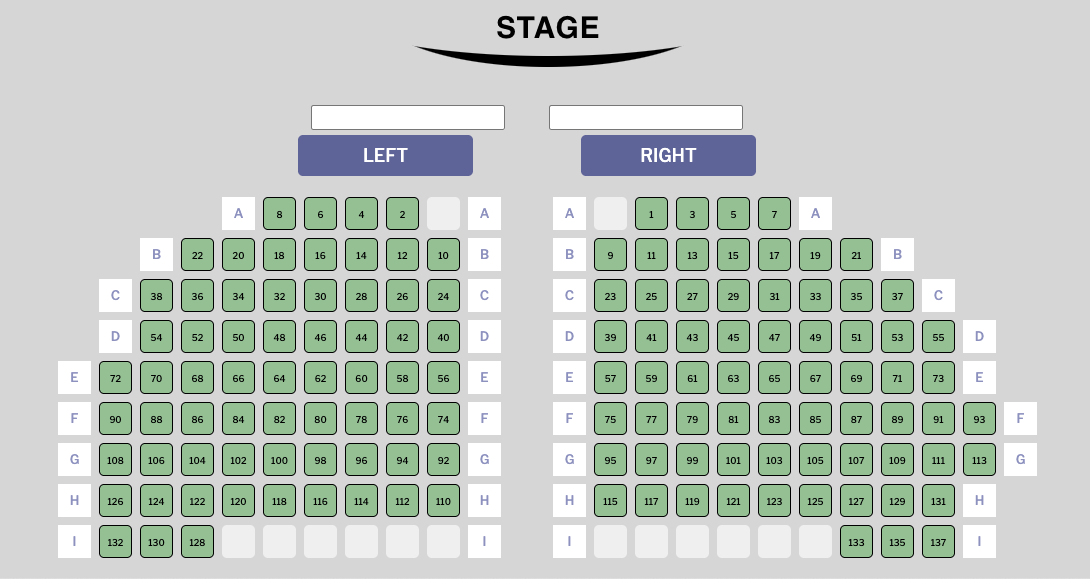 STAGE
LEFT RIGHT
A 8 6 4 2 A A 1 3 5 7 A
B 22 20 18 16 14 12 10 B B 9 11 13 15 17 19 21 B
C 38 36 34 32 30 28 26 24 C C 23 25 27 29 31 33 35 37 C
D 54 52 50 48 46 44 42 40 D D 39 41 43 45 47 49 51 53 55 D
E 72 70 68 66 64 62 60 58 56 E E 57 59 61 63 65 67 69 71 73 E
F 90 88 86 84 82 80 78 76 74 F F 75 77 79 81 83 85 87 89 91 93 F
G 108 106 104 102 100 98 96 94 92 G G 95 97 99 101 103 105 107 109 111 113 G
H 126 124 122 120 118 116 114 112 110 H H 115 117 119 121 123 125 127 129 131 H
I 132 130 128 I I 133 135 137 I